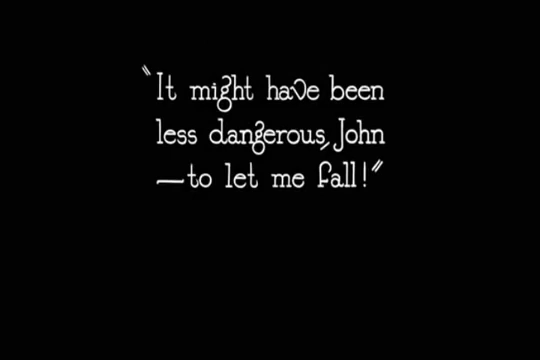 "It might have been
less dangerous, John
—to let me fall!"